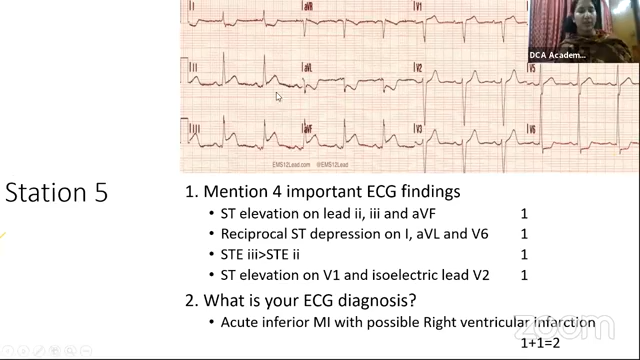 I aVR V1
II aVL V2 V5
III aVF V3 V6
DCA Academ...
EMS12Lead.com @EMS12Lead
Station 5
1. Mention 4 important ECG findings
• ST elevation on lead ii, iii and aVF 1
• Reciprocal ST depression on I, aVL and V6 1
• STE iii>STE ii 1
• ST elevation on V1 and isoelectric lead V2 1
2. What is your ECG diagnosis?
• Acute inferior MI with possible Right ventricular infarction
1+1=2
zoom